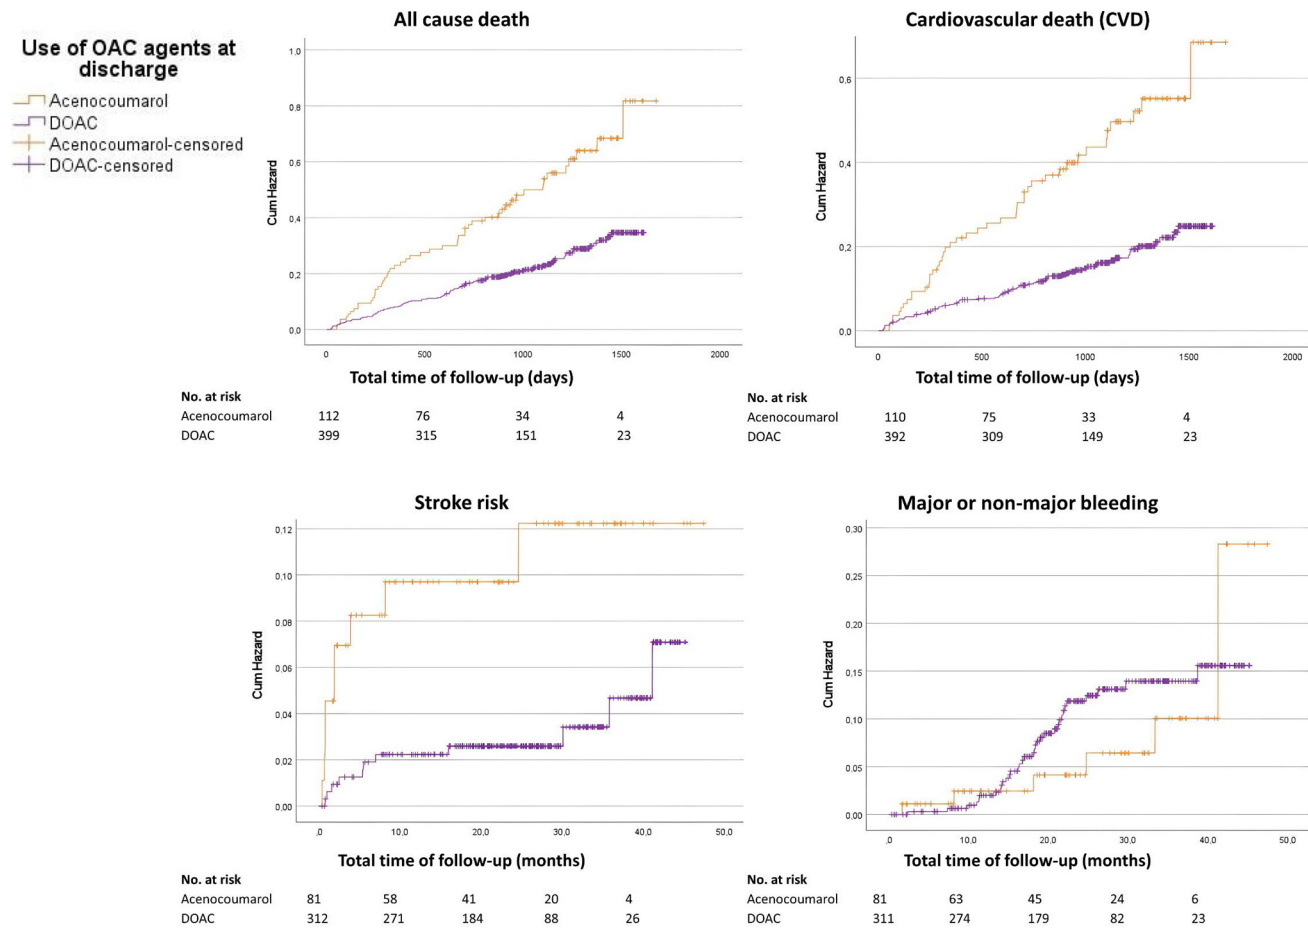 All cause death
Cardiovascular death (CVD)
Use of OAC agents at
discharge
Acenocoumarol
DOAC
Acenocoumarol-censored
DOAC-censored
Cum Hazard
1,0
0,8
0,6
0,4
0,2
0,0
0 500 1000 1500 2000
Total time of follow-up (days)
No. at risk
Acenocoumarol 112 76 34 4
DOAC 399 315 151 23
Cum Hazard
0,6
0,4
0,2
0,0
0 500 1000 1500 2000
Total time of follow-up (days)
No. at risk
Acenocoumarol 110 75 33 4
DOAC 392 309 149 23
Stroke risk
Cum Hazard
0,12
0,10
0,08
0,06
0,04
0,02
0,00
,0 10,0 20,0 30,0 40,0 50,0
Total time of follow-up (months)
No. at risk
Acenocoumarol 81 58 41 20 4
DOAC 312 271 184 88 26
Major or non-major bleeding
Cum Hazard
0,30
0,25
0,20
0,15
0,10
0,05
0,00
,0 10,0 20,0 30,0 40,0 50,0
Total time of follow-up (months)
No. at risk
Acenocoumarol 81 63 45 24 6
DOAC 311 274 179 82 23